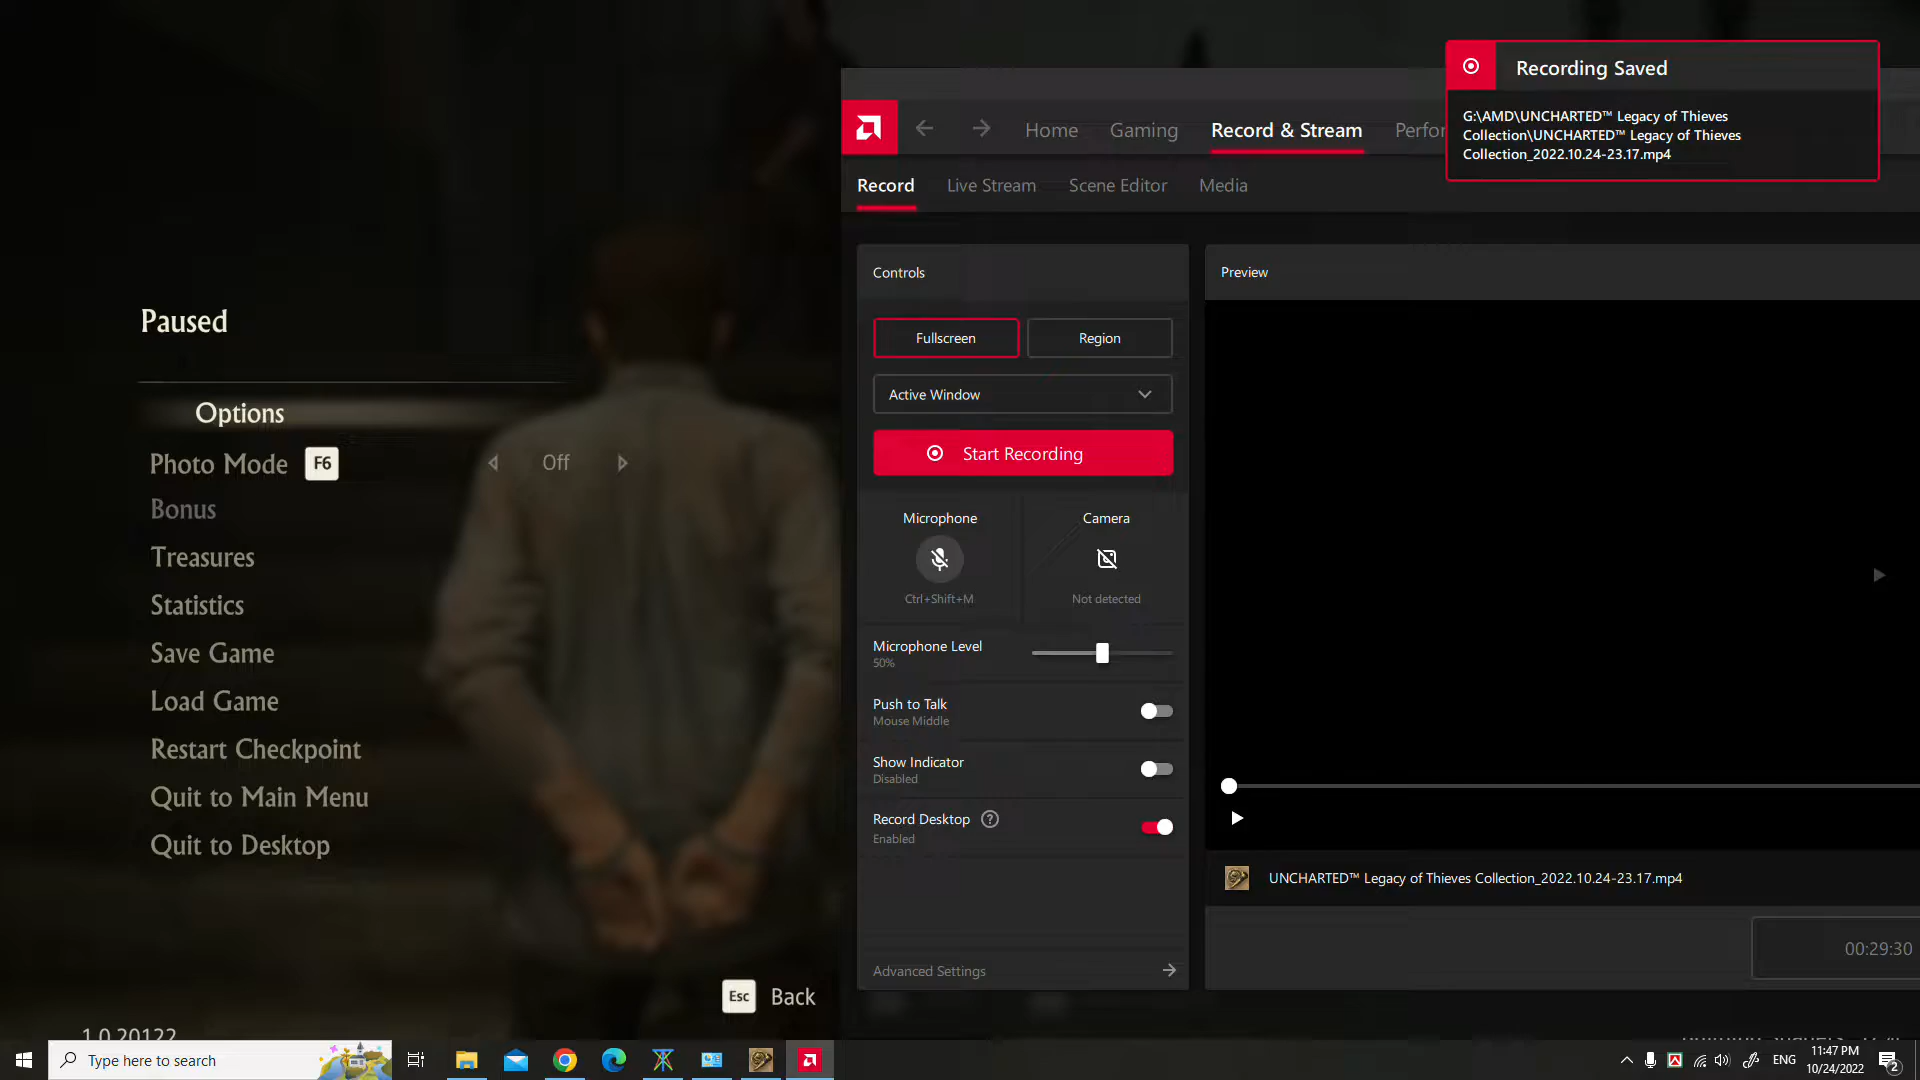 Recording Saved
G:\AMD\UNCHARTED™ Legacy of Thieves
Collection\UNCHARTED™ Legacy of Thieves
Collection_2022.10.24-23.17.mp4
Home Gaming Record & Stream Perfor
Record Live Stream Scene Editor Media
Controls
Preview
Fullscreen Region
Active Window
Start Recording
Microphone Camera
Ctrl+Shift+M Not detected
Microphone Level
50%
Push to Talk
Mouse Middle
Show Indicator
Disabled
Record Desktop ?
Enabled
Advanced Settings
UNCHARTED™ Legacy of Thieves Collection_2022.10.24-23.17.mp4
00:29:30
Paused
Options
Photo Mode F6 Off
Bonus
Treasures
Statistics
Save Game
Load Game
Restart Checkpoint
Quit to Main Menu
Quit to Desktop
Esc Back
1.0.20122
Type here to search
ENG
11:47 PM
10/24/2022
2